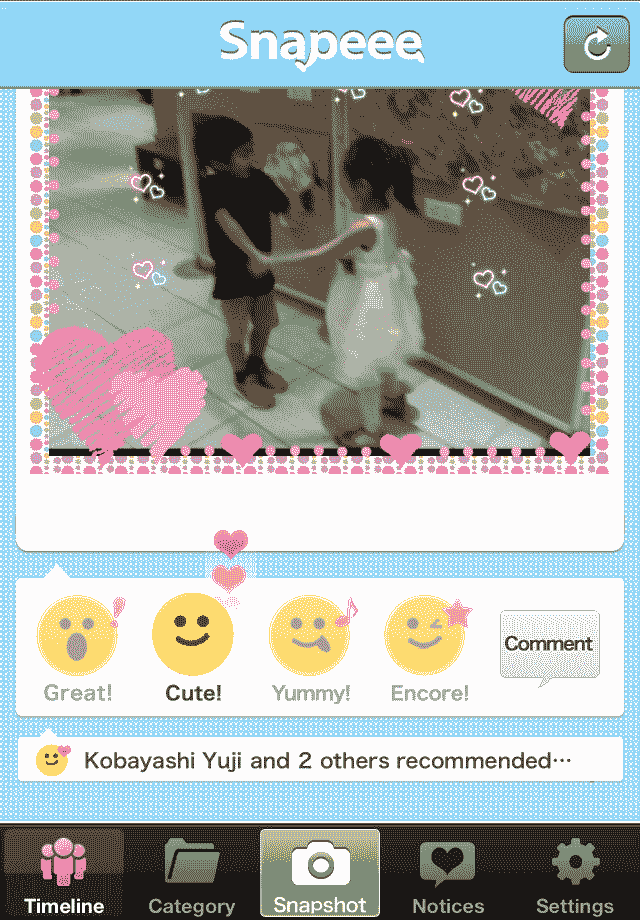 Snapeee
Great!
Cute!
Yummy!
Encore!
Comment
Kobayashi Yuji and 2 others recommended…
Timeline
Category
Snapshot
Notices
Settings